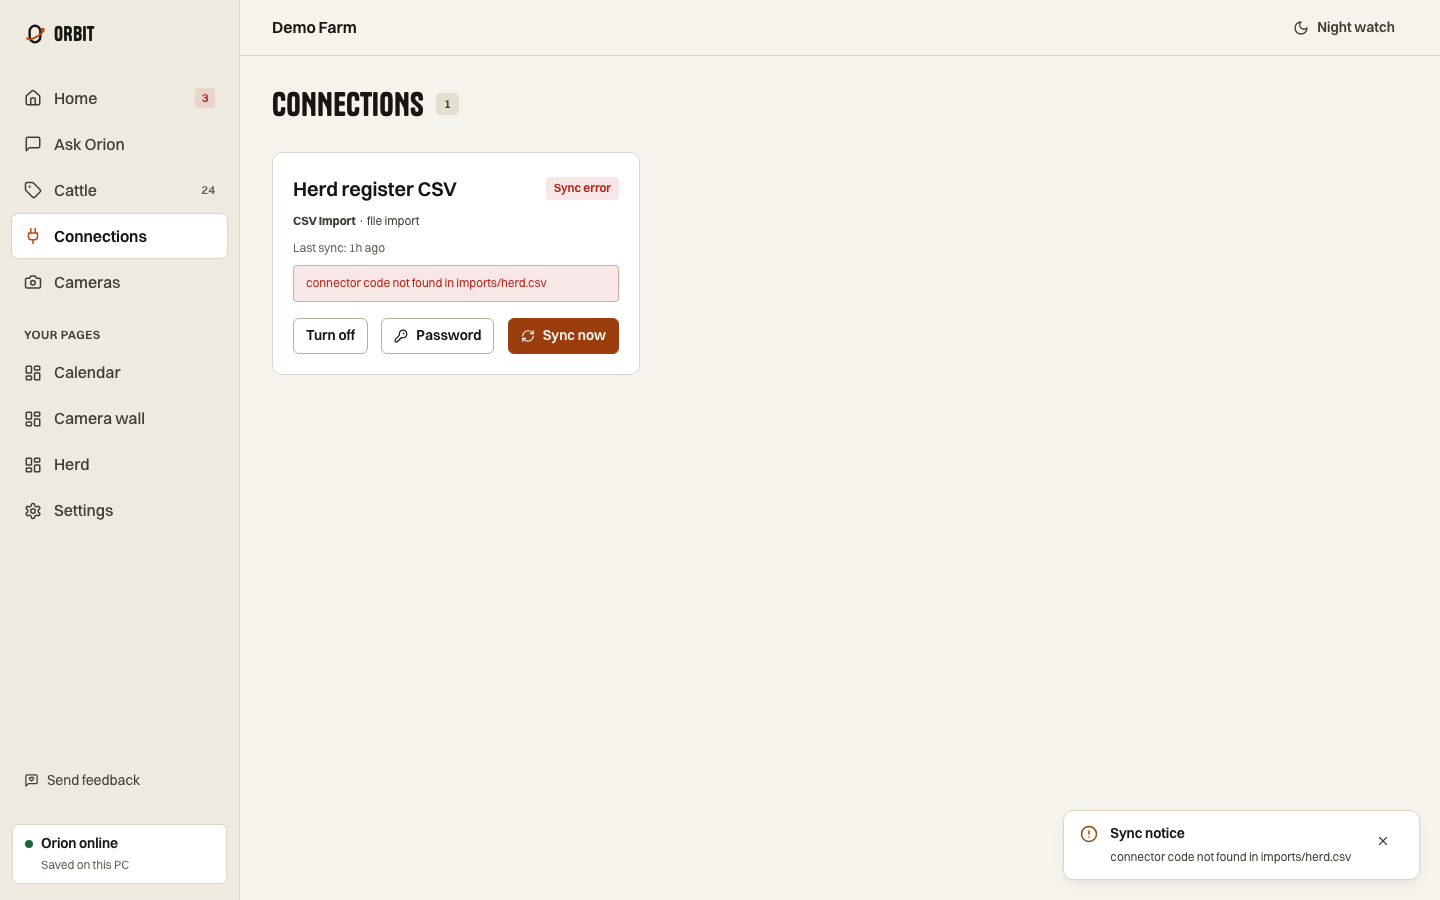 ORBIT
Home
3
Ask Orion
Cattle
24
Connections
Cameras
YOUR PAGES
Calendar
Camera wall
Herd
Settings
Send feedback
Orion online
Saved on this PC
Demo Farm
Night watch
CONNECTIONS
1
Herd register CSV
Sync error
CSV import · file import
Last sync: 1h ago
connector code not found in imports/herd.csv
Turn off
Password
Sync now
Sync notice
connector code not found in imports/herd.csv